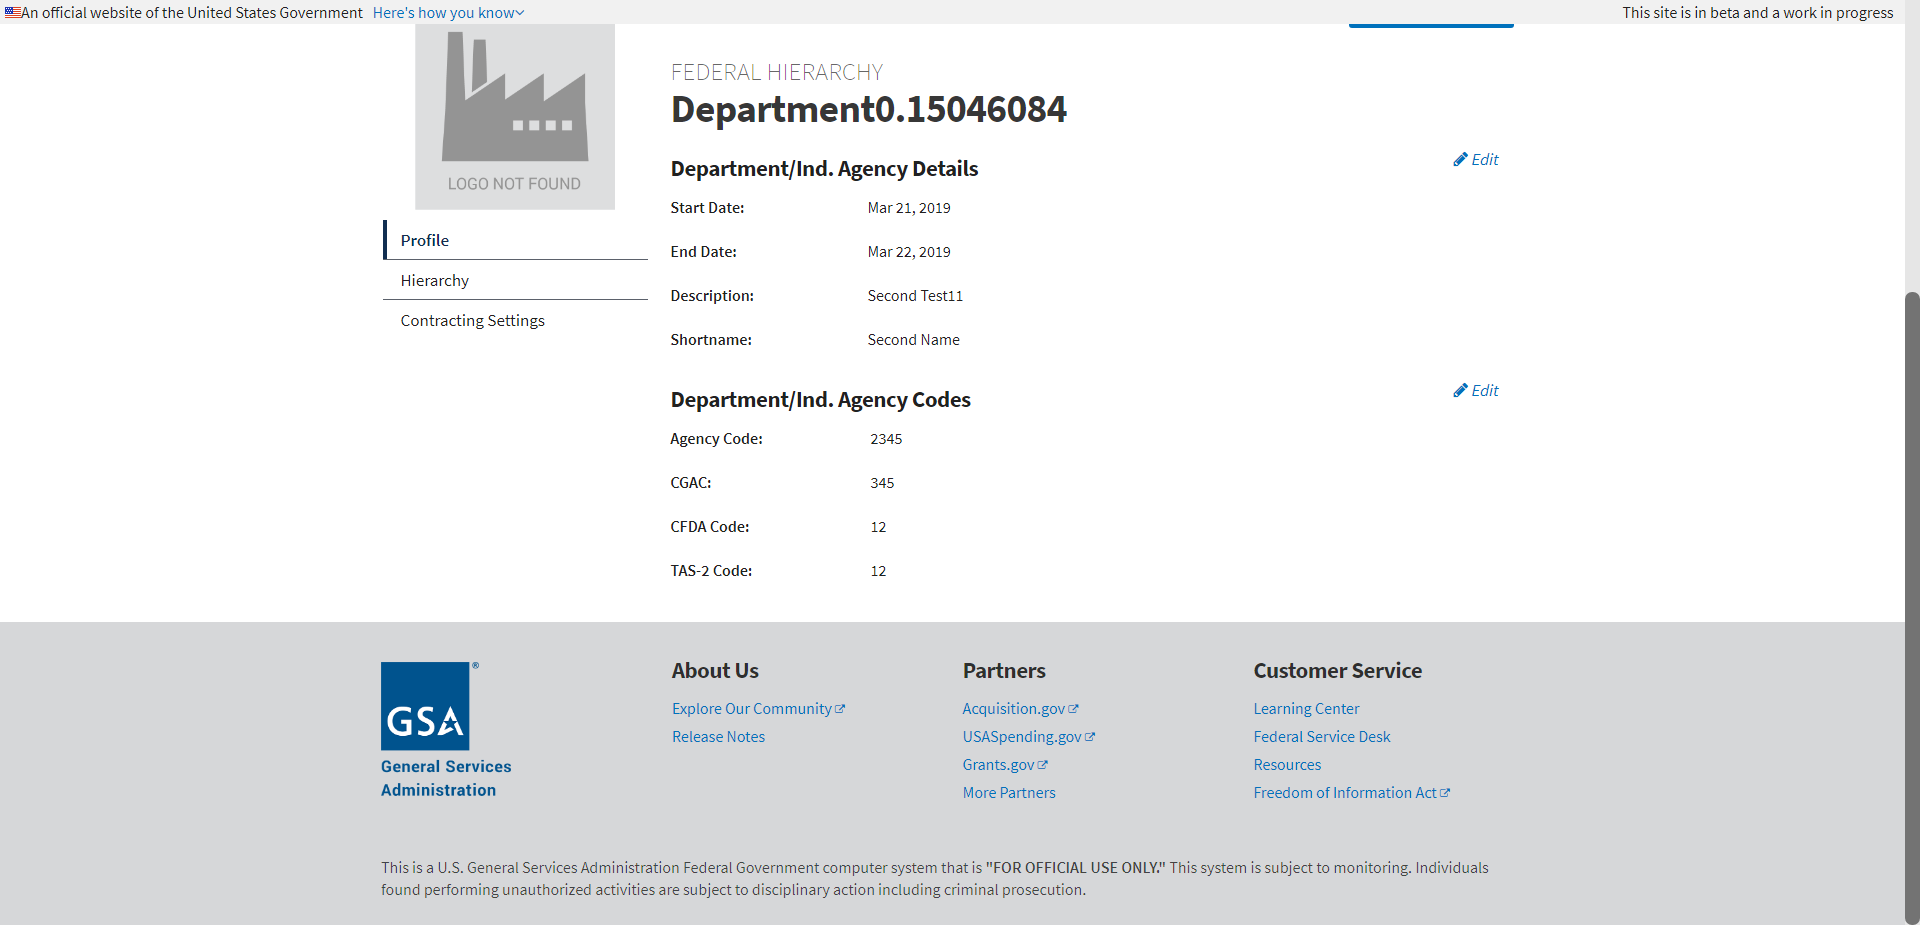 An official website of the United States Government Here's how you know
This site is in beta and a work in progress
LOGO NOT FOUND
Profile
Hierarchy
Contracting Settings
FEDERAL HIERARCHY
Department0.15046084
Department/Ind. Agency Details
Edit
Start Date: Mar 21, 2019
End Date: Mar 22, 2019
Description: Second Test11
Shortname: Second Name
Department/Ind. Agency Codes
Edit
Agency Code: 2345
CGAC: 345
CFDA Code: 12
TAS-2 Code: 12
GSA ®
General Services
Administration
About Us
Explore Our Community
Release Notes
Partners
Acquisition.gov
USASpending.gov
Grants.gov
More Partners
Customer Service
Learning Center
Federal Service Desk
Resources
Freedom of Information Act
This is a U.S. General Services Administration Federal Government computer system that is "FOR OFFICIAL USE ONLY." This system is subject to monitoring. Individuals
found performing unauthorized activities are subject to disciplinary action including criminal prosecution.